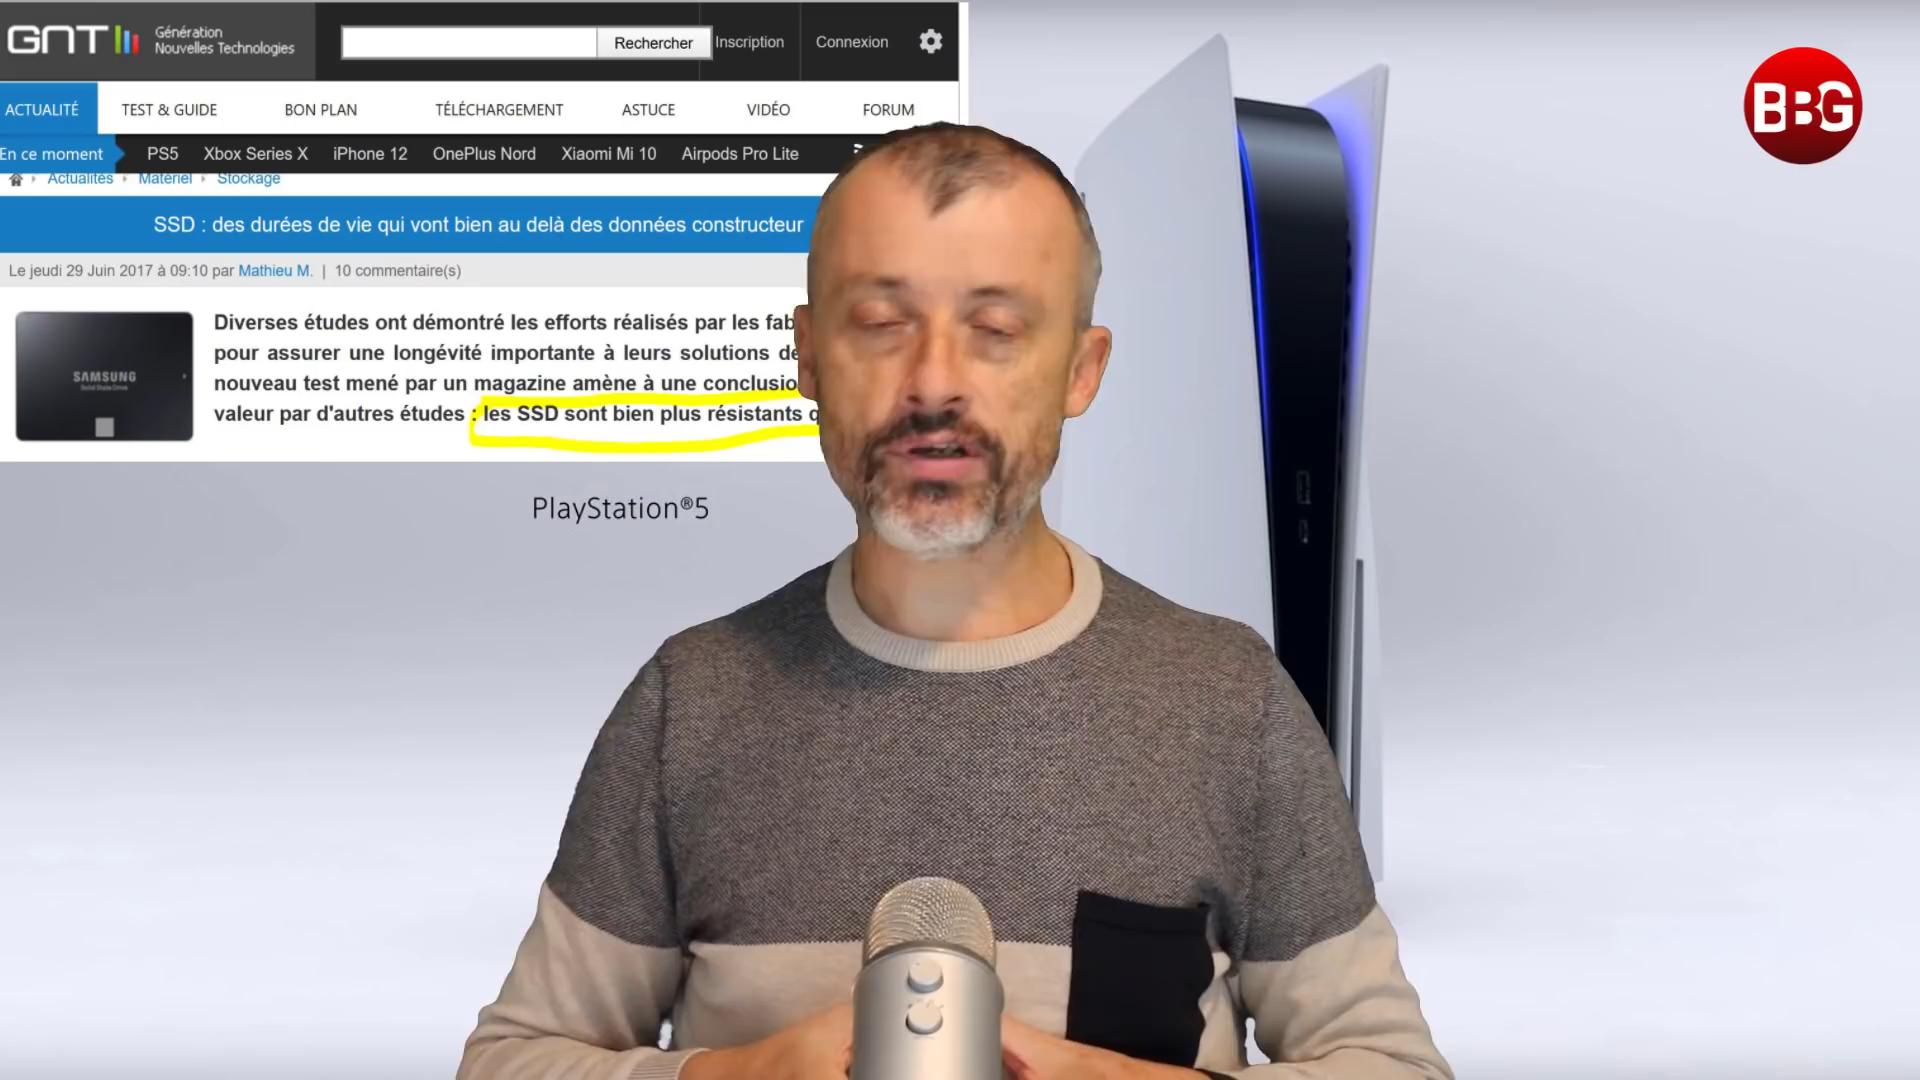 GNT
Génération
Nouvelles Technologies
Rechercher
Inscription
Connexion
BBG
ACTUALITÉ
TEST & GUIDE
BON PLAN
TÉLÉCHARGEMENT
ASTUCE
VIDÉO
FORUM
En ce moment
PS5
Xbox Series X
iPhone 12
OnePlus Nord
Xiaomi Mi 10
Airpods Pro Lite
Actualités
Matériel
Stockage
SSD : des durées de vie qui vont bien au delà des données constructeur
Le jeudi 29 Juin 2017 à 09:10 par Mathieu M. | 10 commentaire(s)
SAMSUNG
Solid State Drive
Diverses études ont démontré les efforts réalisés par les fab
pour assurer une longévité importante à leurs solutions de
nouveau test mené par un magazine amène à une conclusio
valeur par d'autres études : les SSD sont bien plus résistants q
PlayStation®5